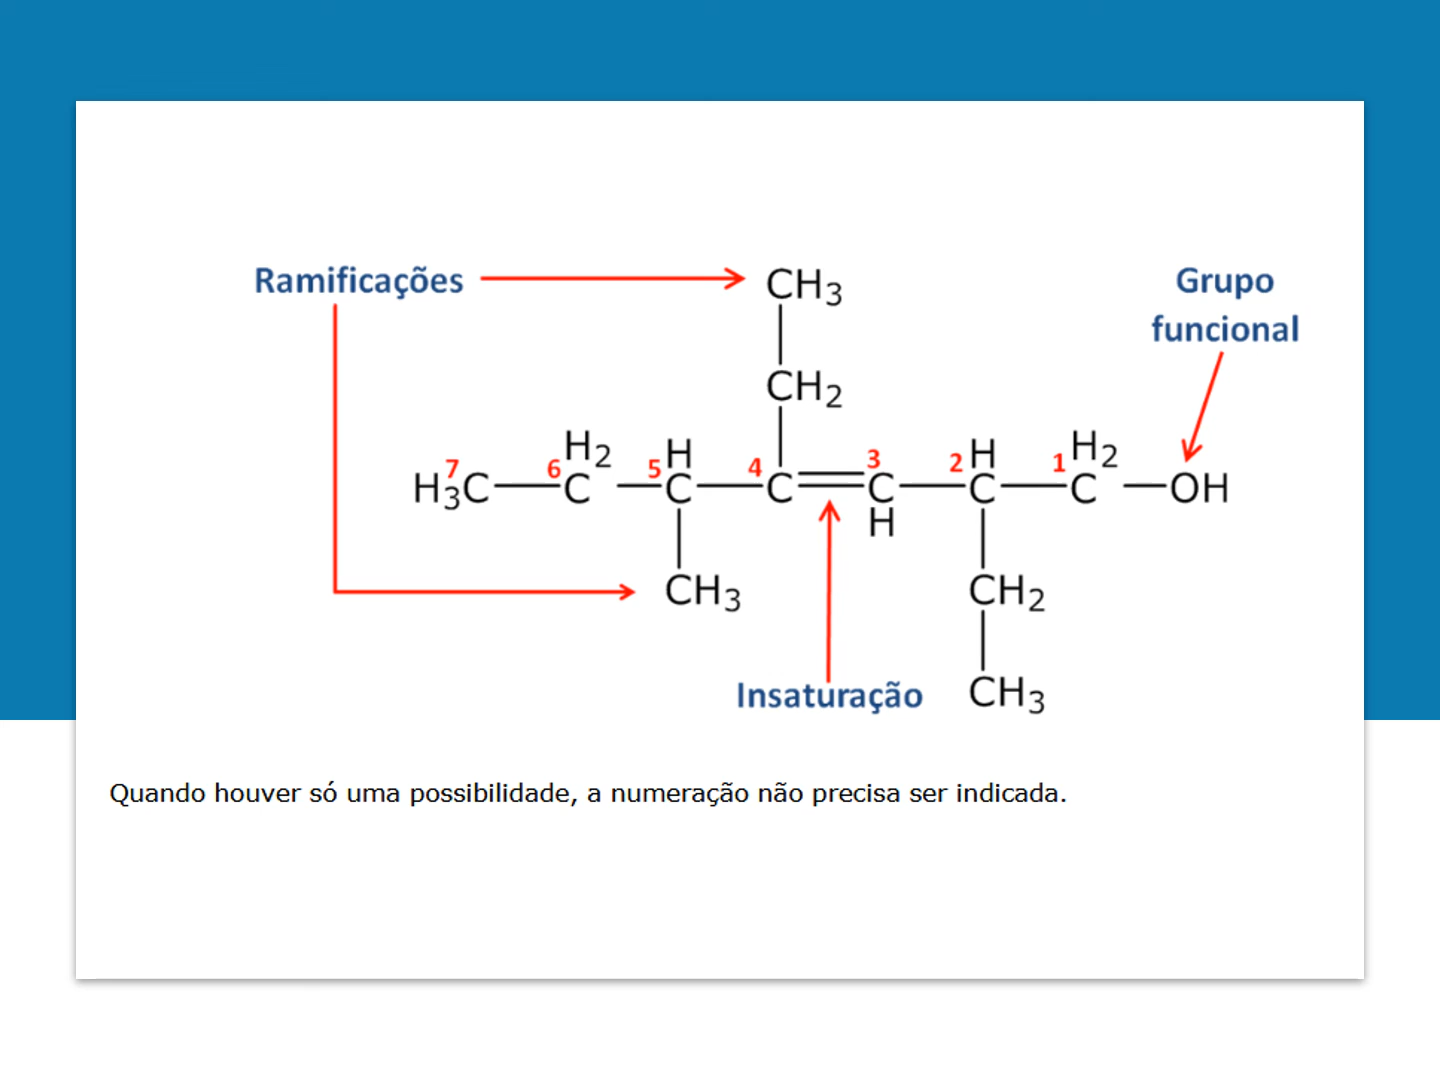 Ramificações
CH3
Grupo
funcional
CH2
H2 H H H2
7 6 5 4 3 2 1
H3C C C C C C C OH
H
CH3
CH2
Insaturação
CH3
Quando houver só uma possibilidade, a numeração não precisa ser indicada.